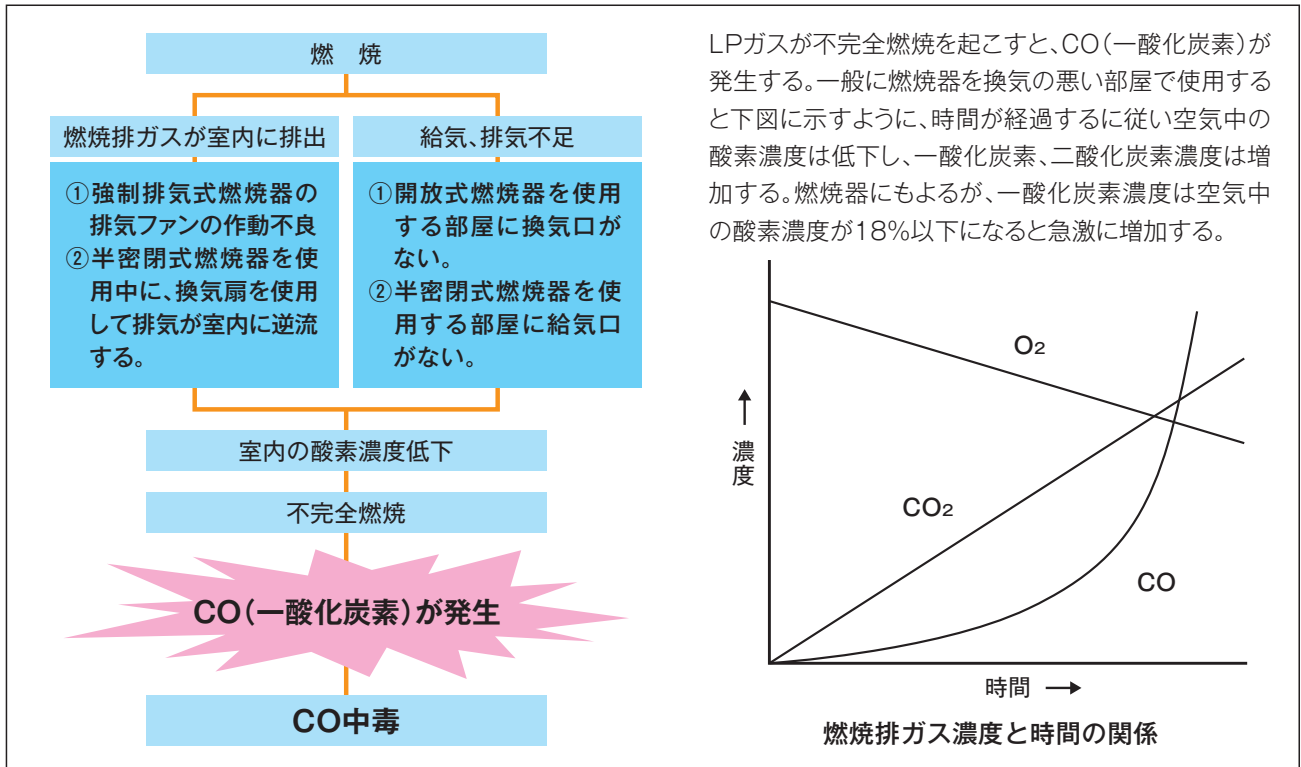 燃　焼
燃焼排ガスが室内に排出
①強制排気式燃焼器の
排気ファンの作動不良
②半密閉式燃焼器を使
用中に、換気扇を使用
して排気が室内に逆流
する。
給気、排気不足
①開放式燃焼器を使用
する部屋に換気口が
ない。
②半密閉式燃焼器を使
用する部屋に給気口
がない。
室内の酸素濃度低下
不完全燃焼
CO(一酸化炭素)が発生
CO中毒
LPガスが不完全燃焼を起こすと、CO(一酸化炭素)が
発生する。一般に燃焼器を換気の悪い部屋で使用する
と下図に示すように、時間が経過するに従い空気中の
酸素濃度は低下し、一酸化炭素、二酸化炭素濃度は増
加する。燃焼器にもよるが、一酸化炭素濃度は空気中
の酸素濃度が18%以下になると急激に増加する。
O2
濃度
CO2
CO
時間
燃焼排ガス濃度と時間の関係